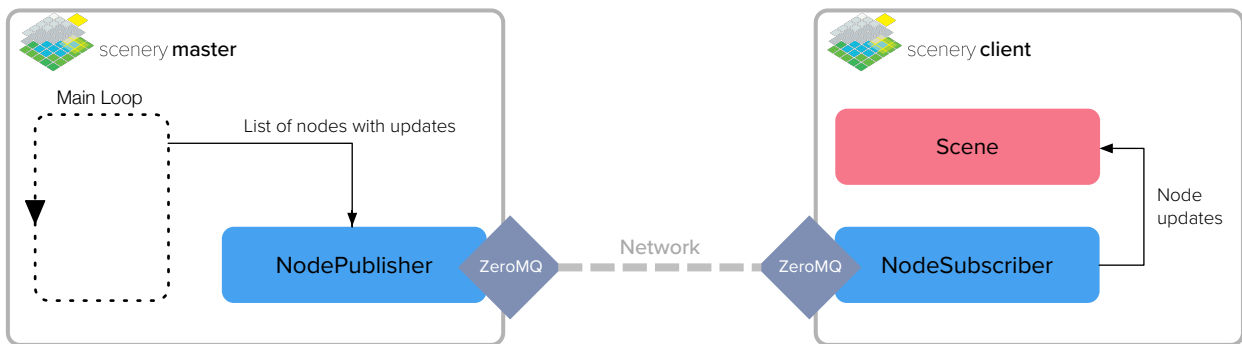 scenery master
Main Loop
List of nodes with updates
NodePublisher
ZeroMQ
Network
scenery client
Scene
Node
updates
ZeroMQ
NodeSubscriber